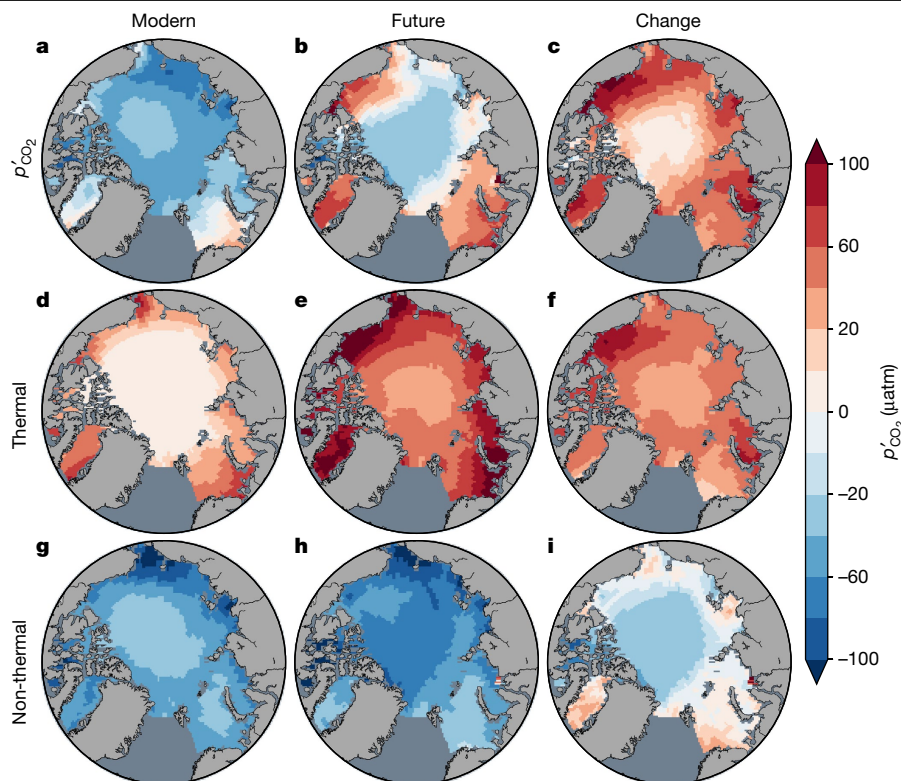 Modern Future Change
a b c
p′CO2
d e f
Thermal
g h i
Non-thermal
100
60
20
0
–20
–60
–100
p′CO2 (μatm)